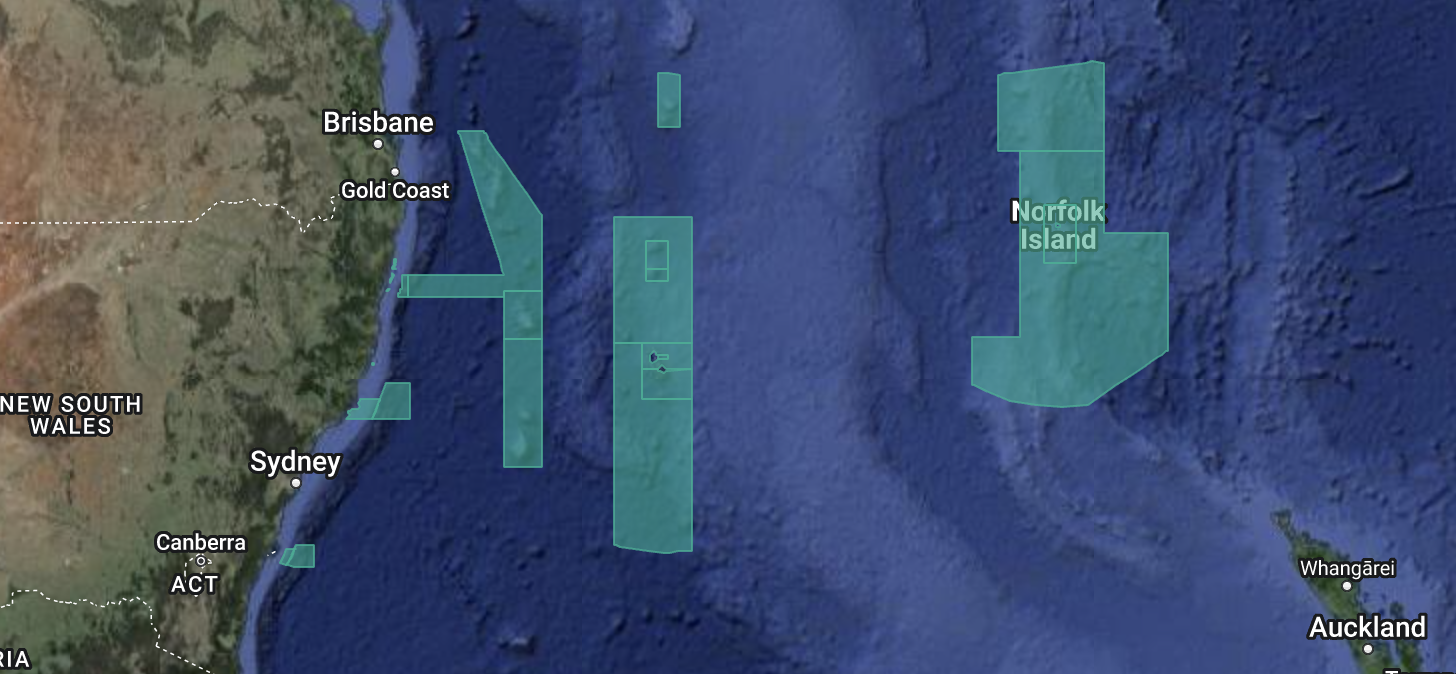 Brisbane
Gold Coast
Norfolk
Island
NEW SOUTH
WALES
Sydney
Canberra
ACT
Whangārei
Auckland